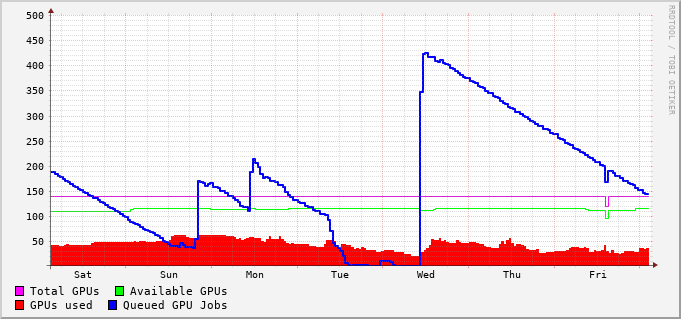 500
450
400
350
300
250
200
150
100
50
Sat Sun Mon Tue Wed Thu Fri
Total GPUs Available GPUs
GPUs used Queued GPU Jobs
RRDTOOL / TOBI OETIKER